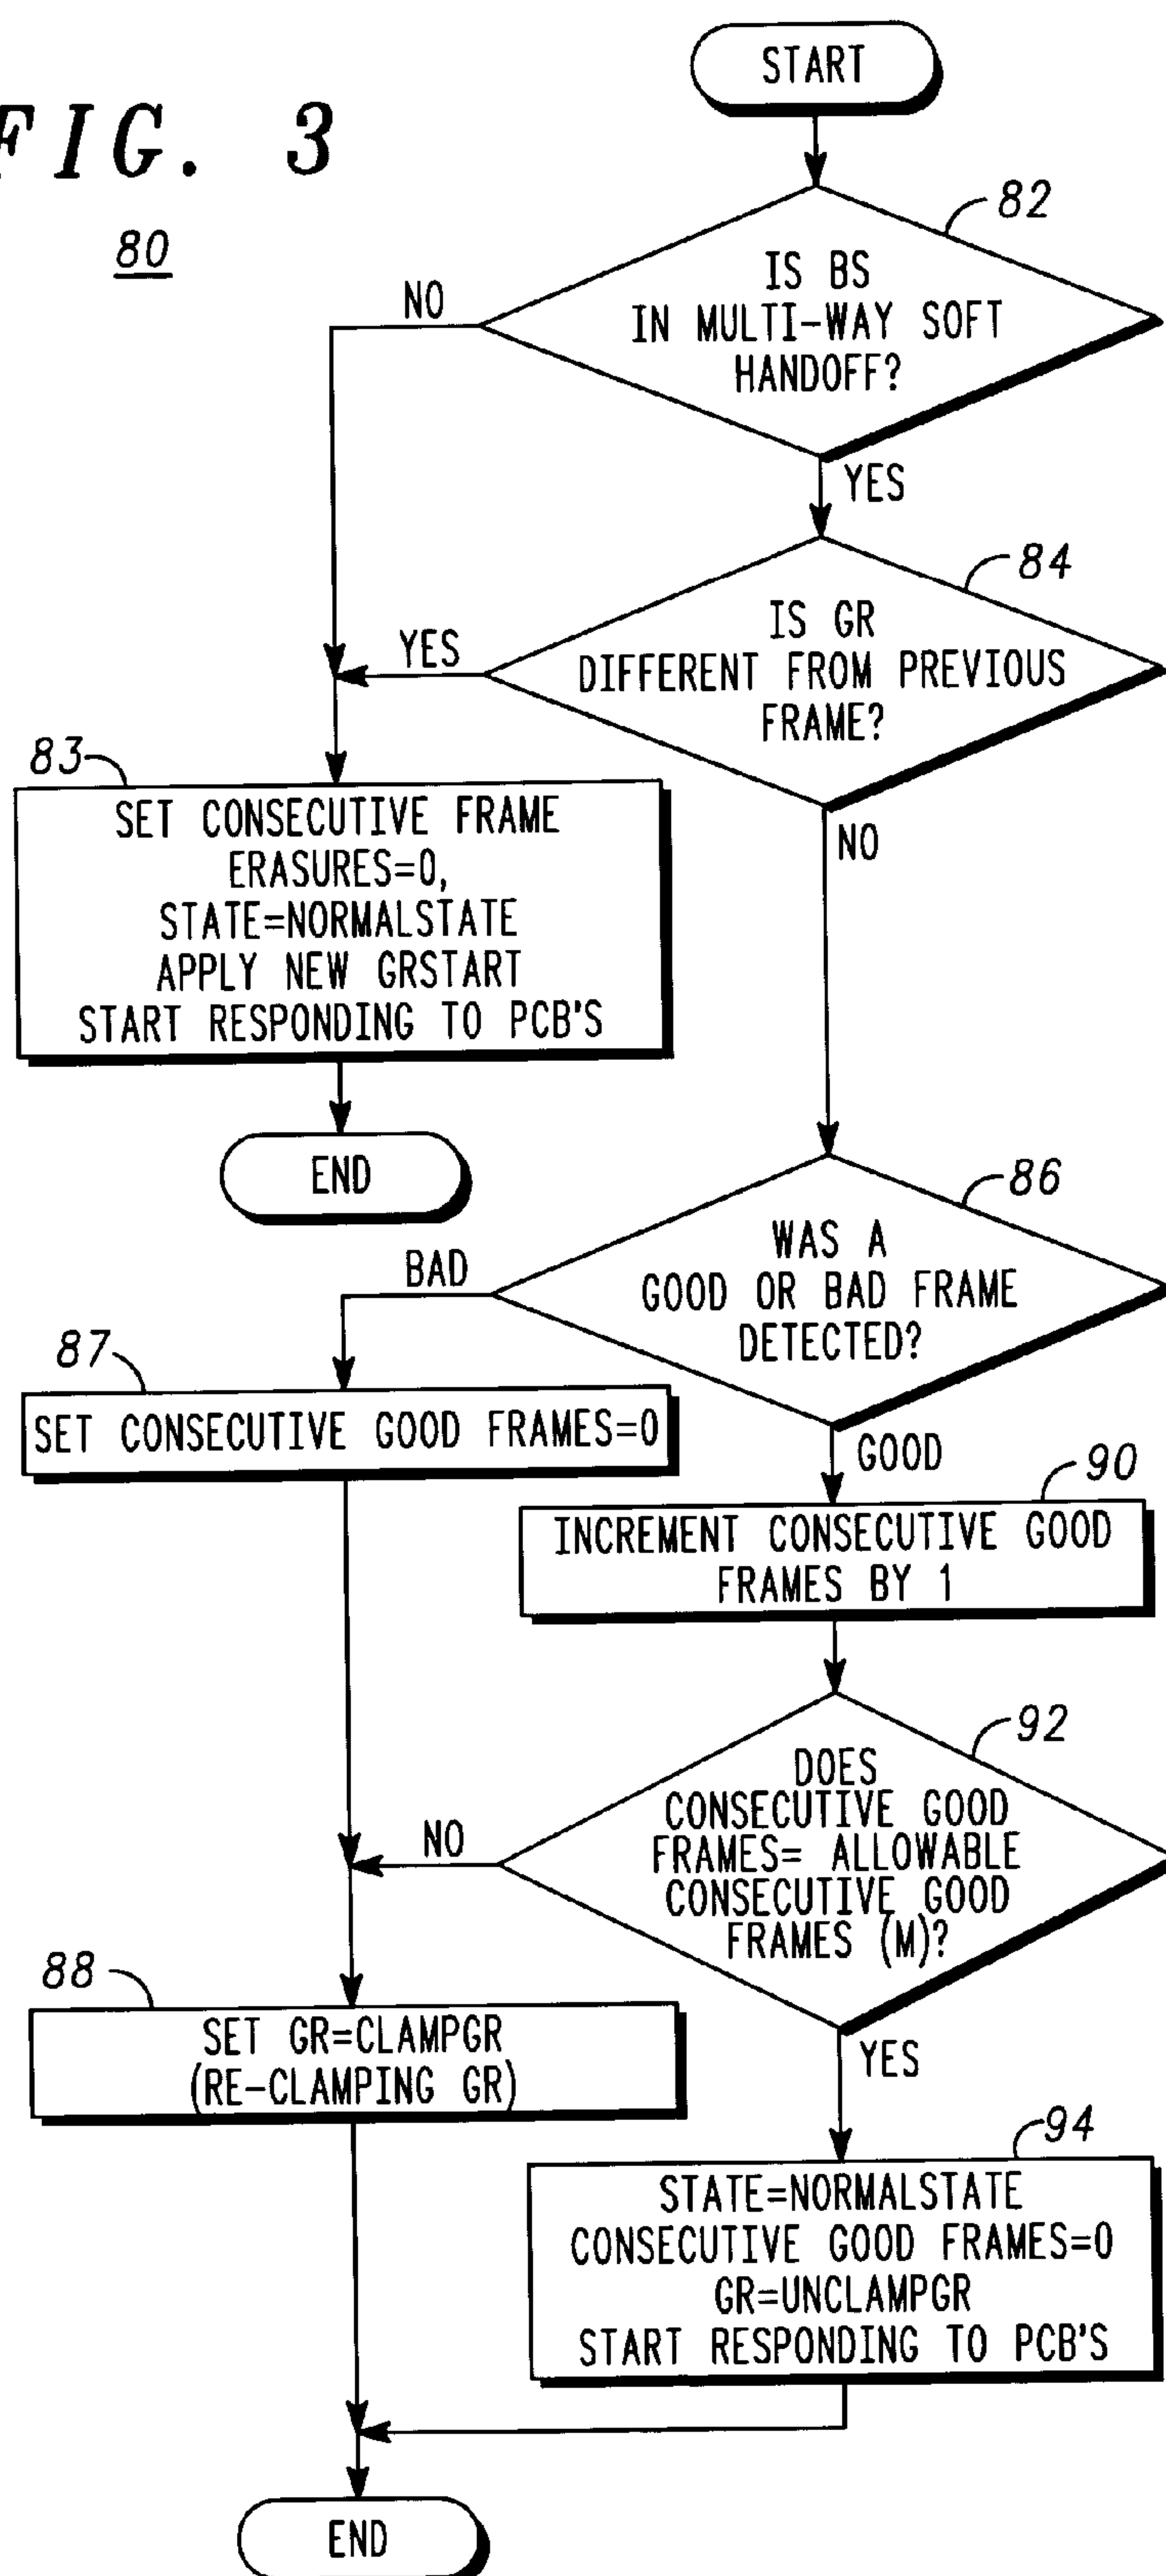 FIG. 3
80
START
82
IS BS
IN MULTI-WAY SOFT
HANDOFF?
NO
YES
84
IS GR
DIFFERENT FROM PREVIOUS
FRAME?
YES
NO
83
SET CONSECUTIVE FRAME
ERASURES=0,
STATE=NORMALSTATE
APPLY NEW GRSTART
START RESPONDING TO PCB'S
END
86
WAS A
GOOD OR BAD FRAME
DETECTED?
BAD
GOOD
87
SET CONSECUTIVE GOOD FRAMES=0
90
INCREMENT CONSECUTIVE GOOD
FRAMES BY 1
92
DOES
CONSECUTIVE GOOD
FRAMES= ALLOWABLE
CONSECUTIVE GOOD
FRAMES (M)?
NO
YES
88
SET GR=CLAMPGR
(RE-CLAMPING GR)
94
STATE=NORMALSTATE
CONSECUTIVE GOOD FRAMES=0
GR=UNCLAMPGR
START RESPONDING TO PCB'S
END